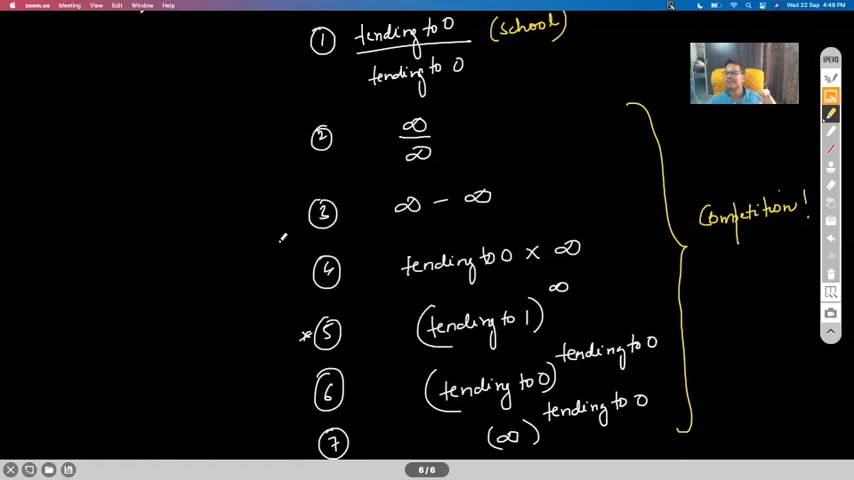 zoom.us Meeting View Edit Window Help
Wed 22 Sep 4:48 PM
IPEVO
① tending to 0 (school)
tending to 0
② ∞
∞
③ ∞ − ∞
④ tending to 0 × ∞
Competition!
*⑤ (tending to 1)^∞
⑥ (tending to 0)^tending to 0
⑦ (∞)^tending to 0
6/6